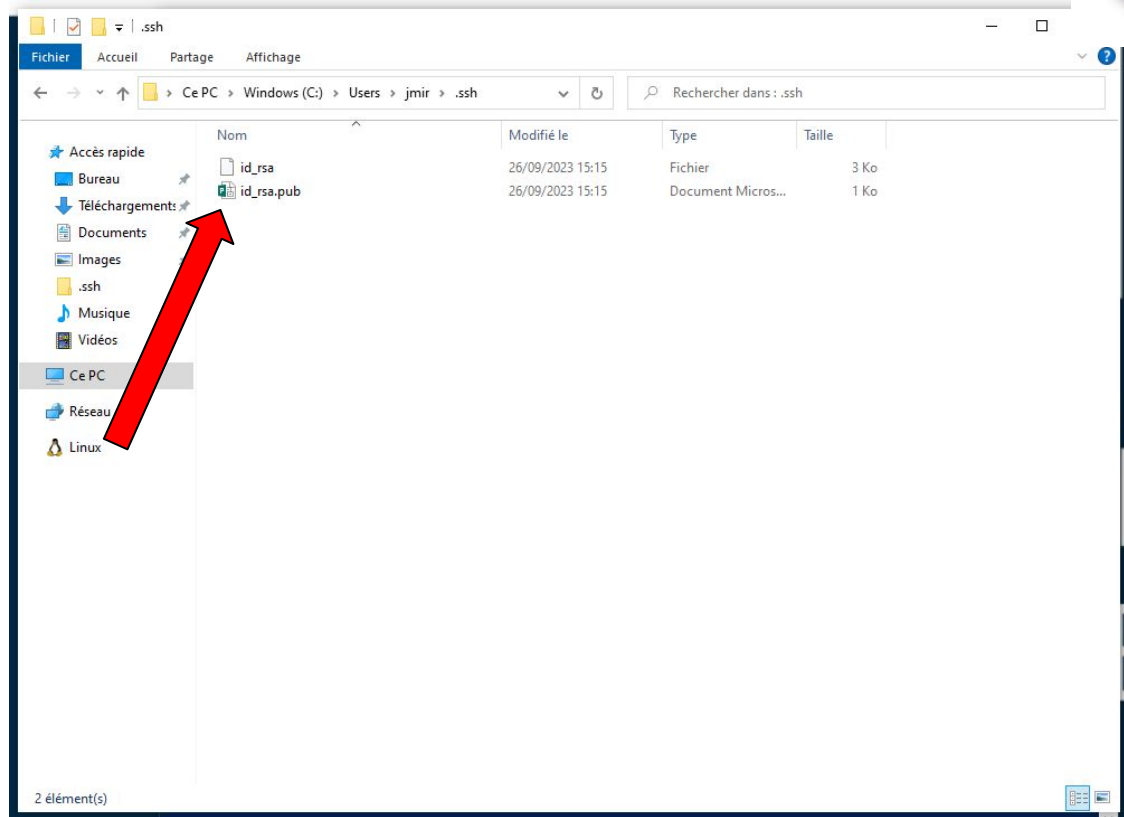 .ssh
Fichier Accueil Partage Affichage
Ce PC > Windows (C:) > Users > jmir > .ssh Rechercher dans : .ssh
Nom Modifié le Type Taille
Accès rapide
id_rsa 26/09/2023 15:15 Fichier 3 Ko
Bureau
id_rsa.pub 26/09/2023 15:15 Document Micros... 1 Ko
Téléchargements
Documents
Images
.ssh
Musique
Vidéos
Ce PC
Réseau
Linux
2 élément(s)